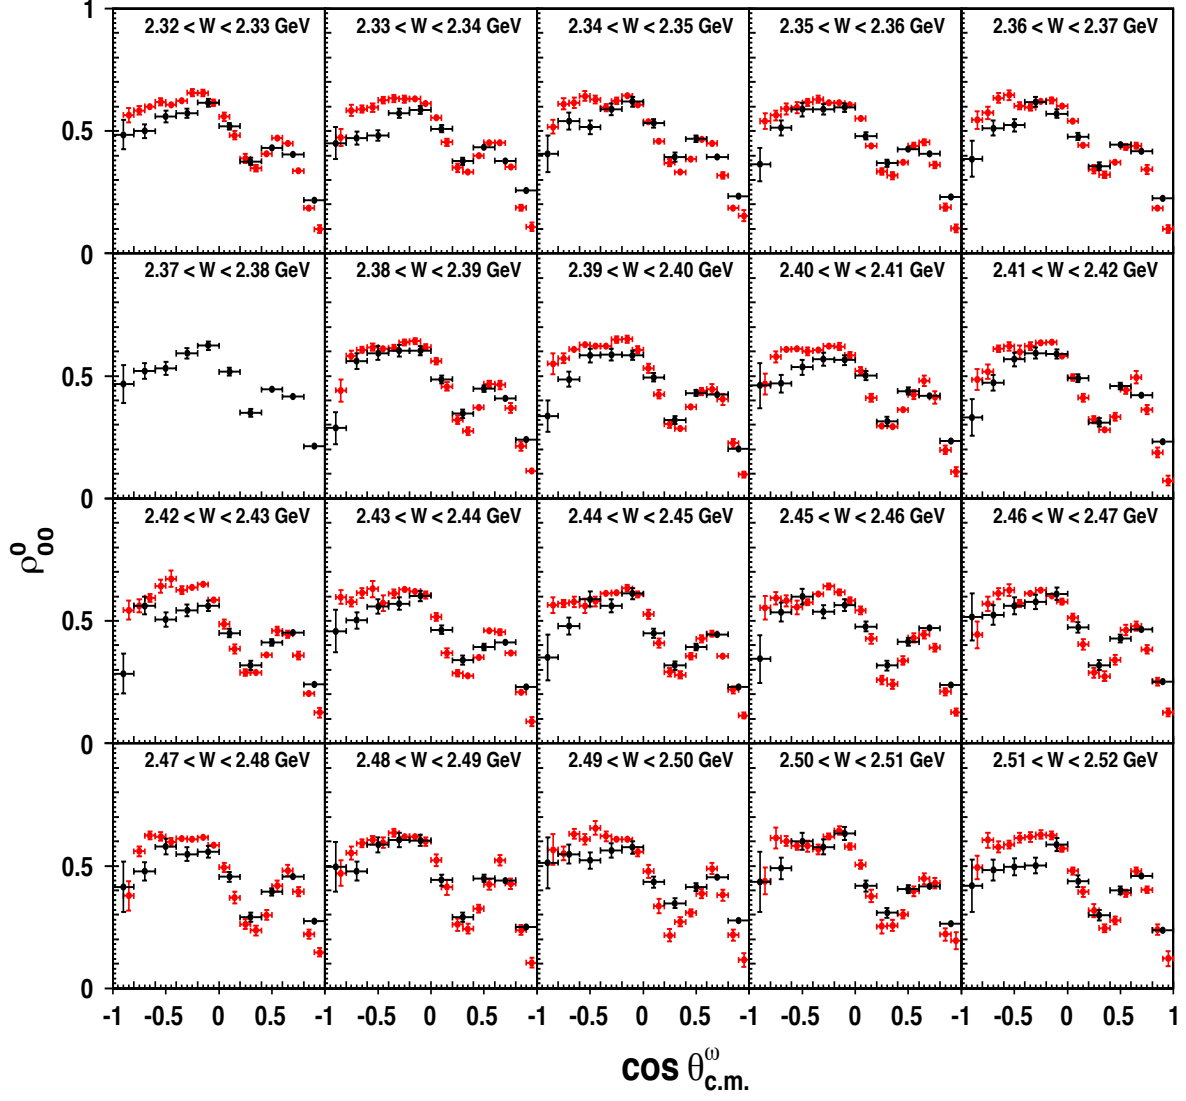 1
2.32 < W < 2.33 GeV
2.33 < W < 2.34 GeV
2.34 < W < 2.35 GeV
2.35 < W < 2.36 GeV
2.36 < W < 2.37 GeV
0.5
0
2.37 < W < 2.38 GeV
2.38 < W < 2.39 GeV
2.39 < W < 2.40 GeV
2.40 < W < 2.41 GeV
2.41 < W < 2.42 GeV
0.5
0
2.42 < W < 2.43 GeV
2.43 < W < 2.44 GeV
2.44 < W < 2.45 GeV
2.45 < W < 2.46 GeV
2.46 < W < 2.47 GeV
ρ⁰₀₀
0.5
0
2.47 < W < 2.48 GeV
2.48 < W < 2.49 GeV
2.49 < W < 2.50 GeV
2.50 < W < 2.51 GeV
2.51 < W < 2.52 GeV
0.5
0
-1 -0.5 0 0.5 -1 -0.5 0 0.5 -1 -0.5 0 0.5 -1 -0.5 0 0.5 -1 -0.5 0 0.5 1
cos θ^ω_c.m.